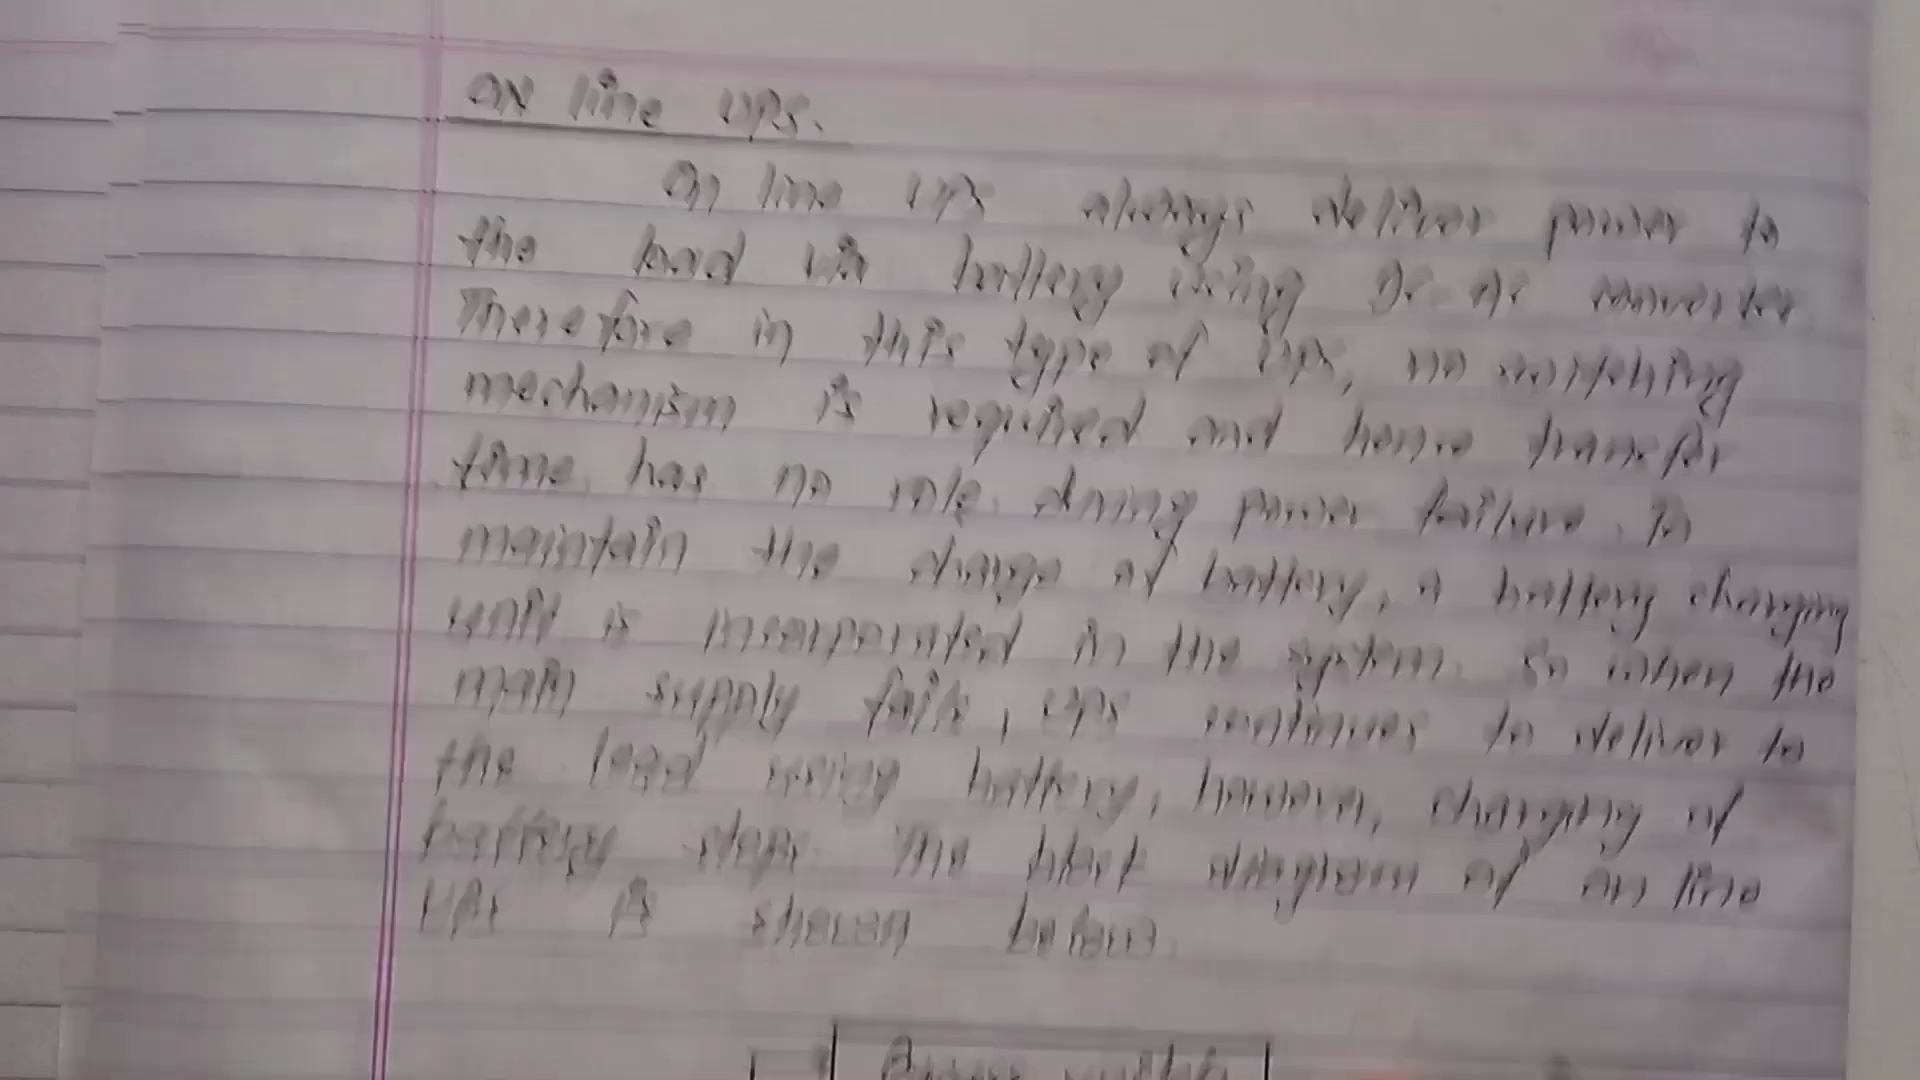 ON line UPS.
On line UPS always deliver power to
the load via battery using DC-AC converter.
Therefore in this type of UPS, no switching
mechanism is required and hence transfer
time has no role during power failure. To
maintain the charge of battery, a battery charging
unit is incorporated in the system. So when the
main supply fails, UPS continues to deliver to
the load using battery, however, charging of
battery stops. The block diagram of on line
UPS is shown below.